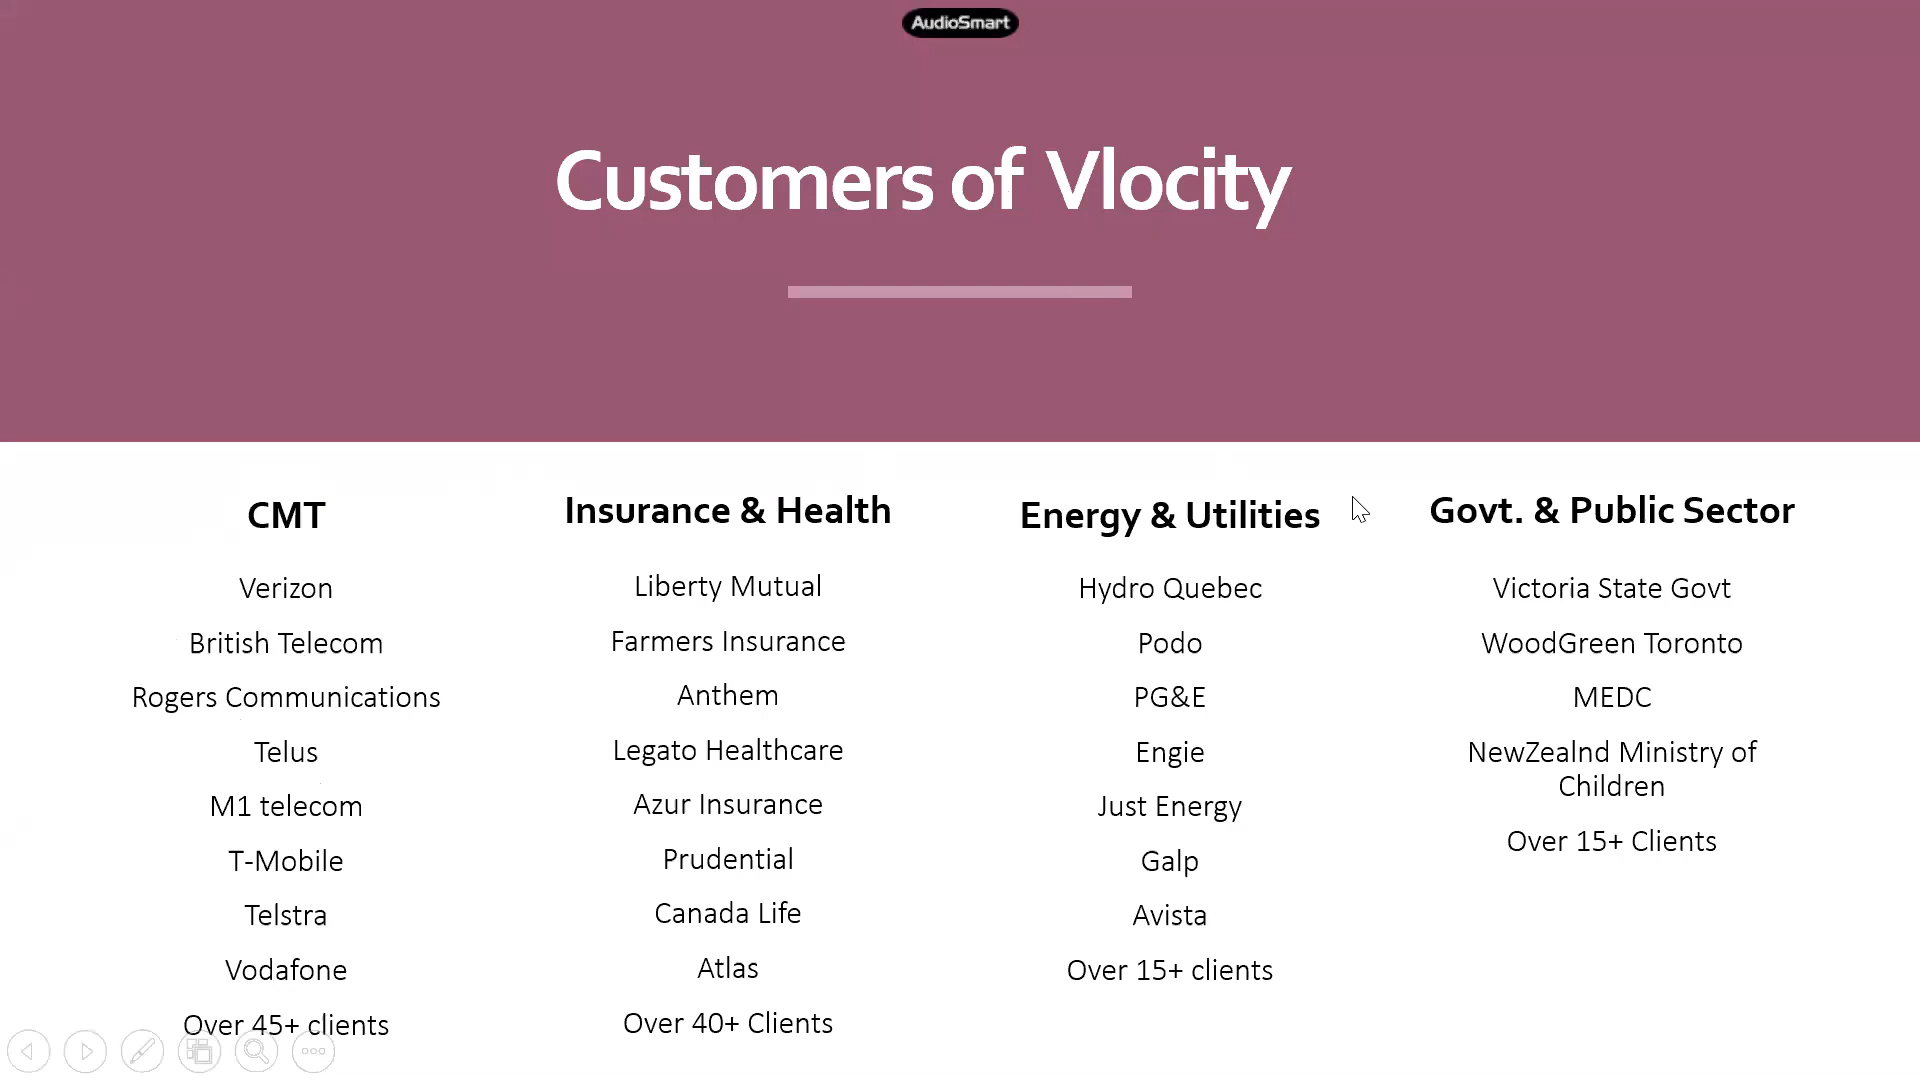 AudioSmart
Customers of Vlocity
CMT
Verizon
British Telecom
Rogers Communications
Telus
M1 telecom
T-Mobile
Telstra
Vodafone
Over 45+ clients
Insurance & Health
Liberty Mutual
Farmers Insurance
Anthem
Legato Healthcare
Azur Insurance
Prudential
Canada Life
Atlas
Over 40+ Clients
Energy & Utilities
Hydro Quebec
Podo
PG&E
Engie
Just Energy
Galp
Avista
Over 15+ clients
Govt. & Public Sector
Victoria State Govt
WoodGreen Toronto
MEDC
NewZealnd Ministry of
Children
Over 15+ Clients